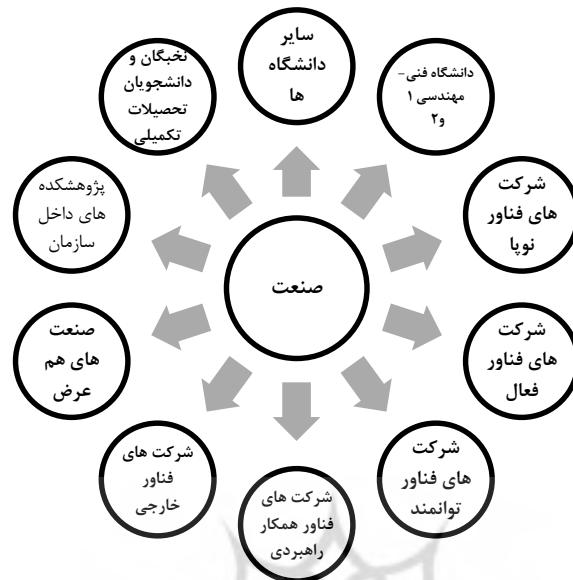 سایر
دانشگاه
ها
دانشگاه فنی-
مهندسی ۱
و۲
شرکت
های فناور
نوپا
شرکت
های فناور
فعال
شرکت
های فناور
توانمند
شرکت های
فناور همکار
راهبردی
شرکت های
فناور
خارجی
صنعت
های هم
عرض
پژوهشکده
های داخل
سازمان
نخبگان و
دانشجویان
تحصیلات
تکمیلی
صنعت